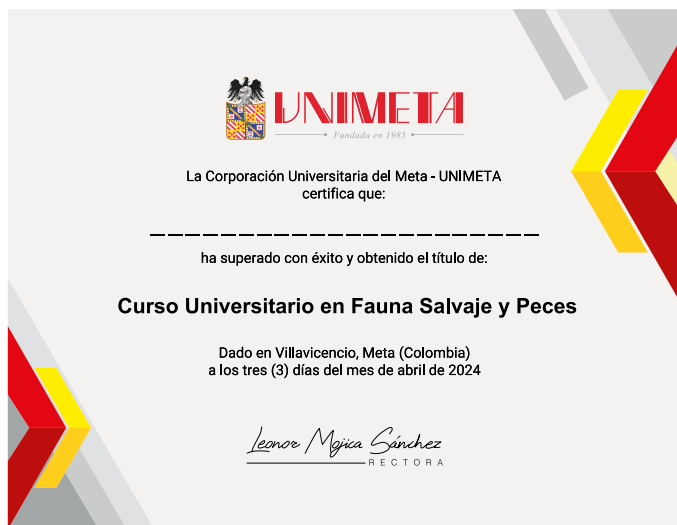 UNIMETA
Fundada en 1985
La Corporación Universitaria del Meta - UNIMETA
certifica que:
ha superado con éxito y obtenido el título de:
Curso Universitario en Fauna Salvaje y Peces
Dado en Villavicencio, Meta (Colombia)
a los tres (3) días del mes de abril de 2024
Leonor Mojica Sánchez
RECTORA